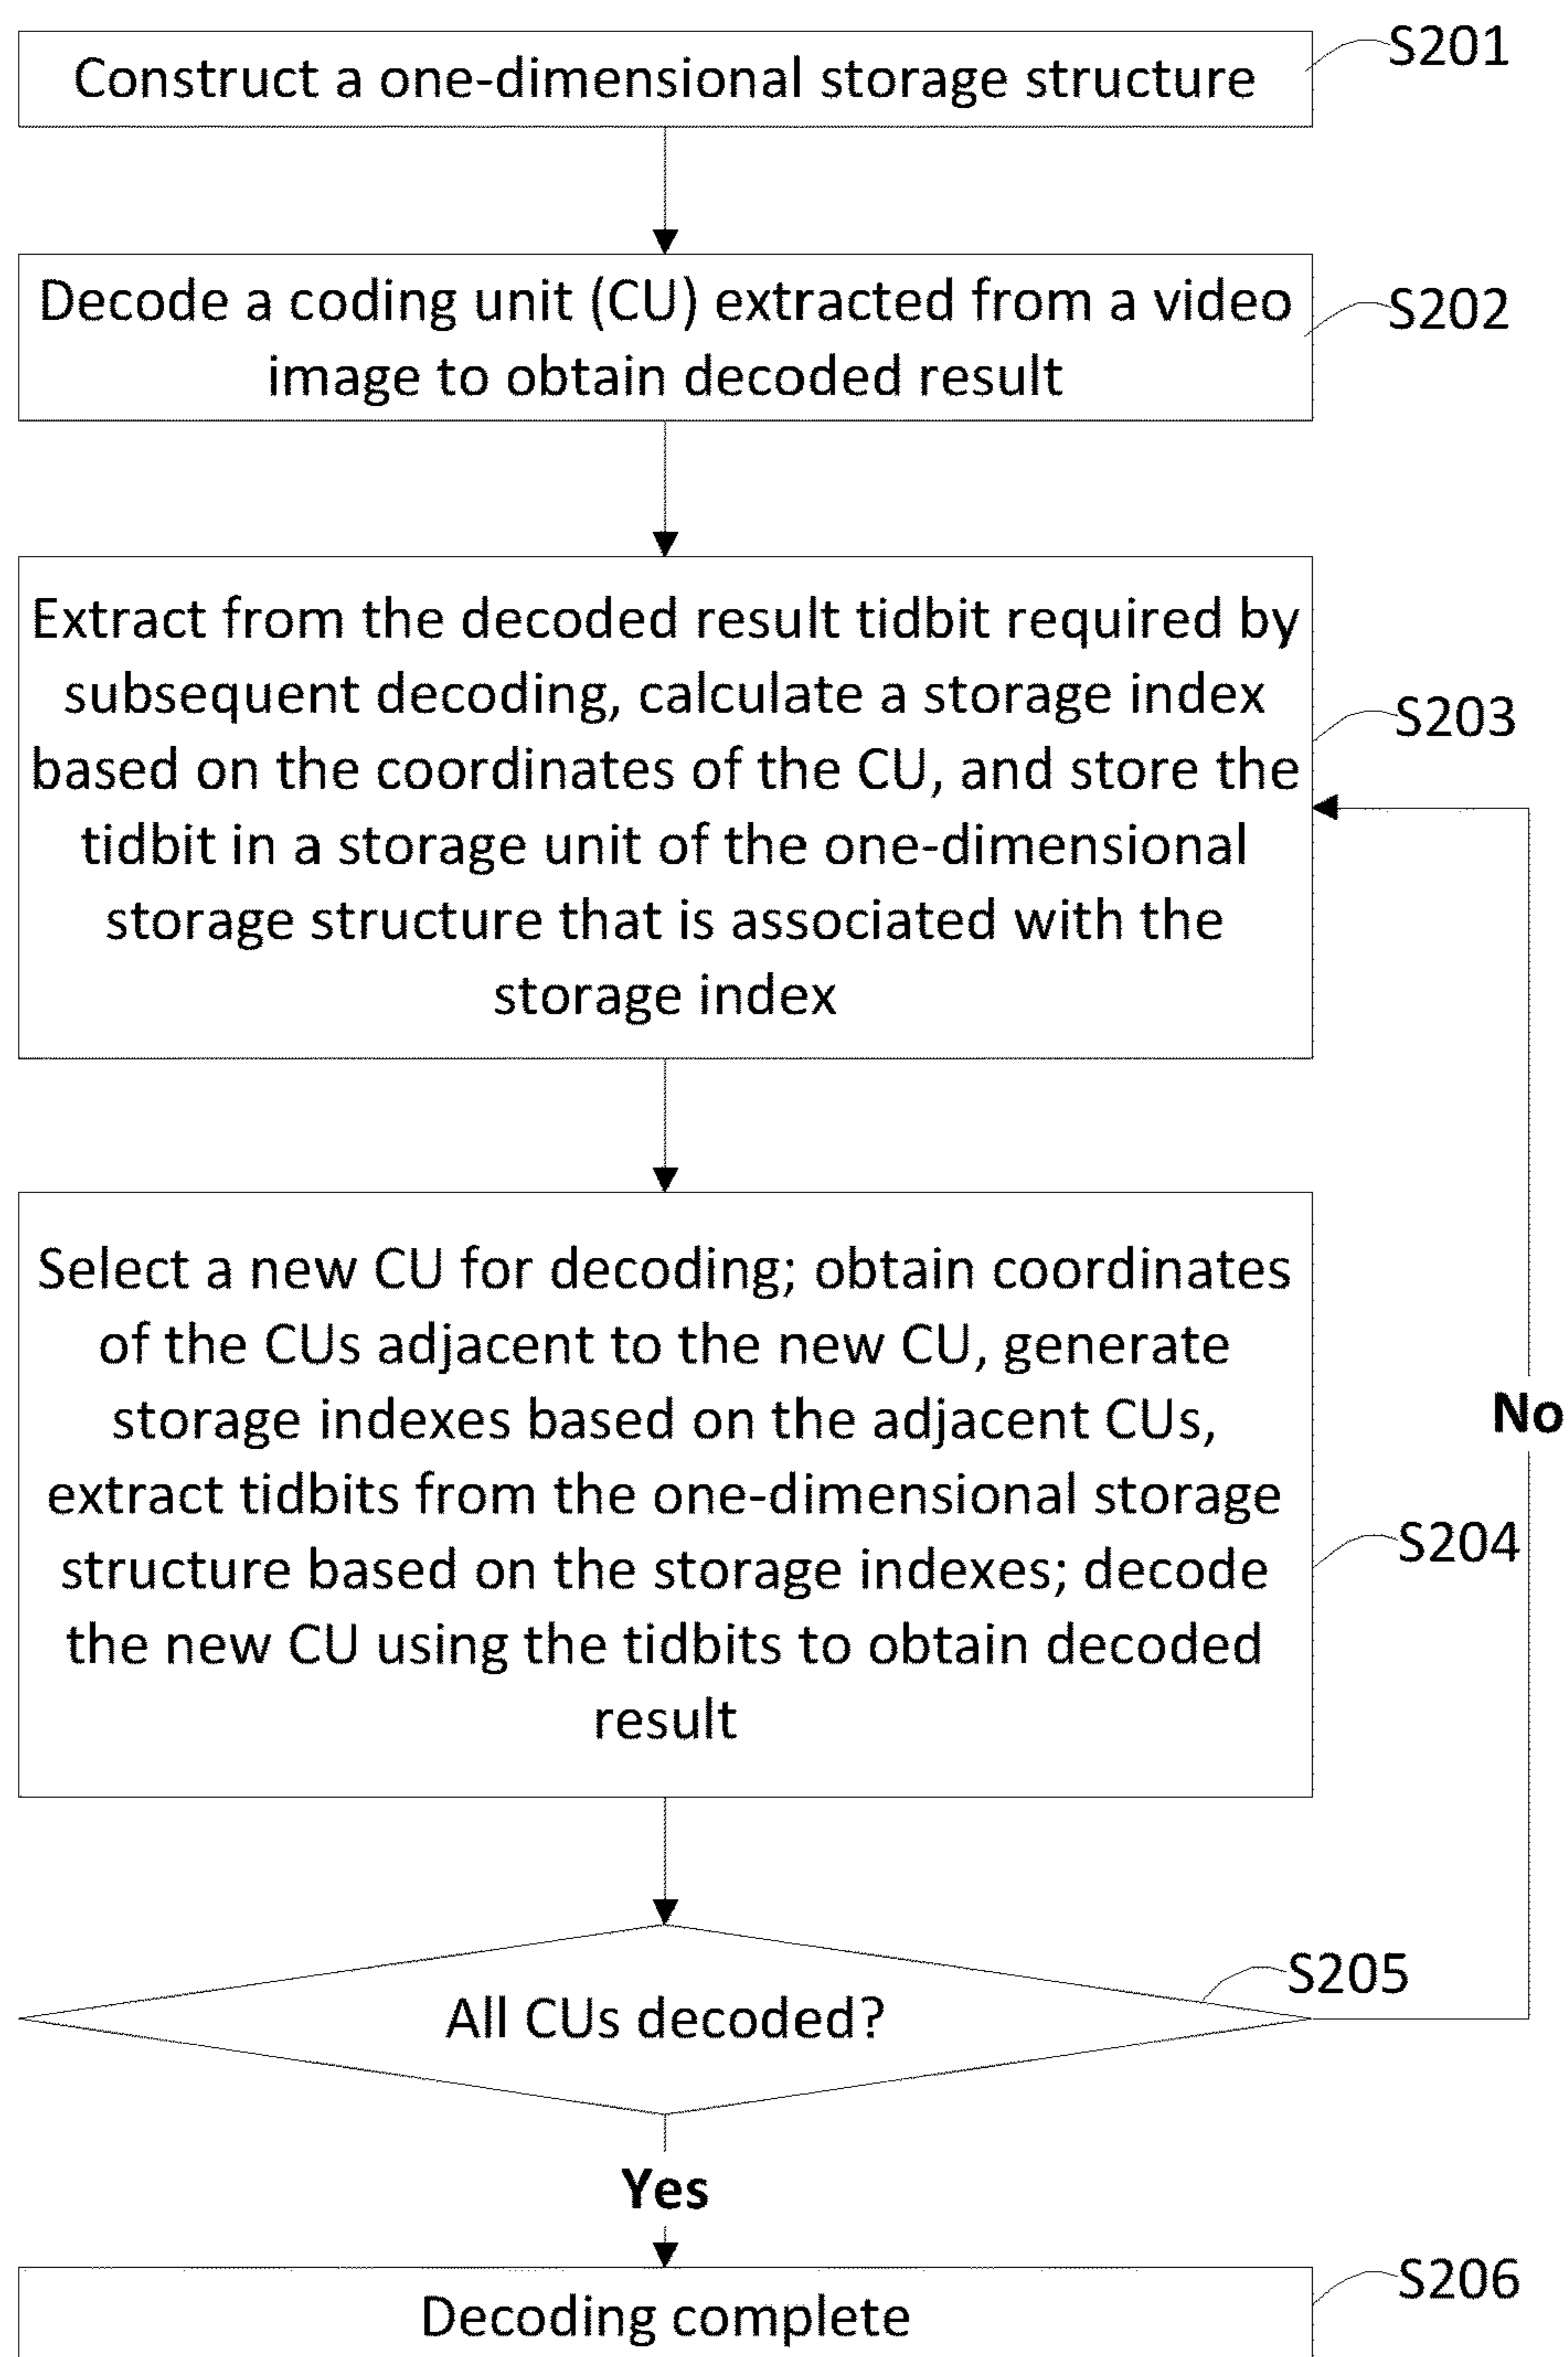 Construct a one-dimensional storage structure
S201
Decode a coding unit (CU) extracted from a video
image to obtain decoded result
S202
Extract from the decoded result tidbit required by
subsequent decoding, calculate a storage index
based on the coordinates of the CU, and store the
tidbit in a storage unit of the one-dimensional
storage structure that is associated with the
storage index
S203
Select a new CU for decoding; obtain coordinates
of the CUs adjacent to the new CU, generate
storage indexes based on the adjacent CUs,
extract tidbits from the one-dimensional storage
structure based on the storage indexes; decode
the new CU using the tidbits to obtain decoded
result
S204
No
All CUs decoded?
S205
Yes
Decoding complete
S206